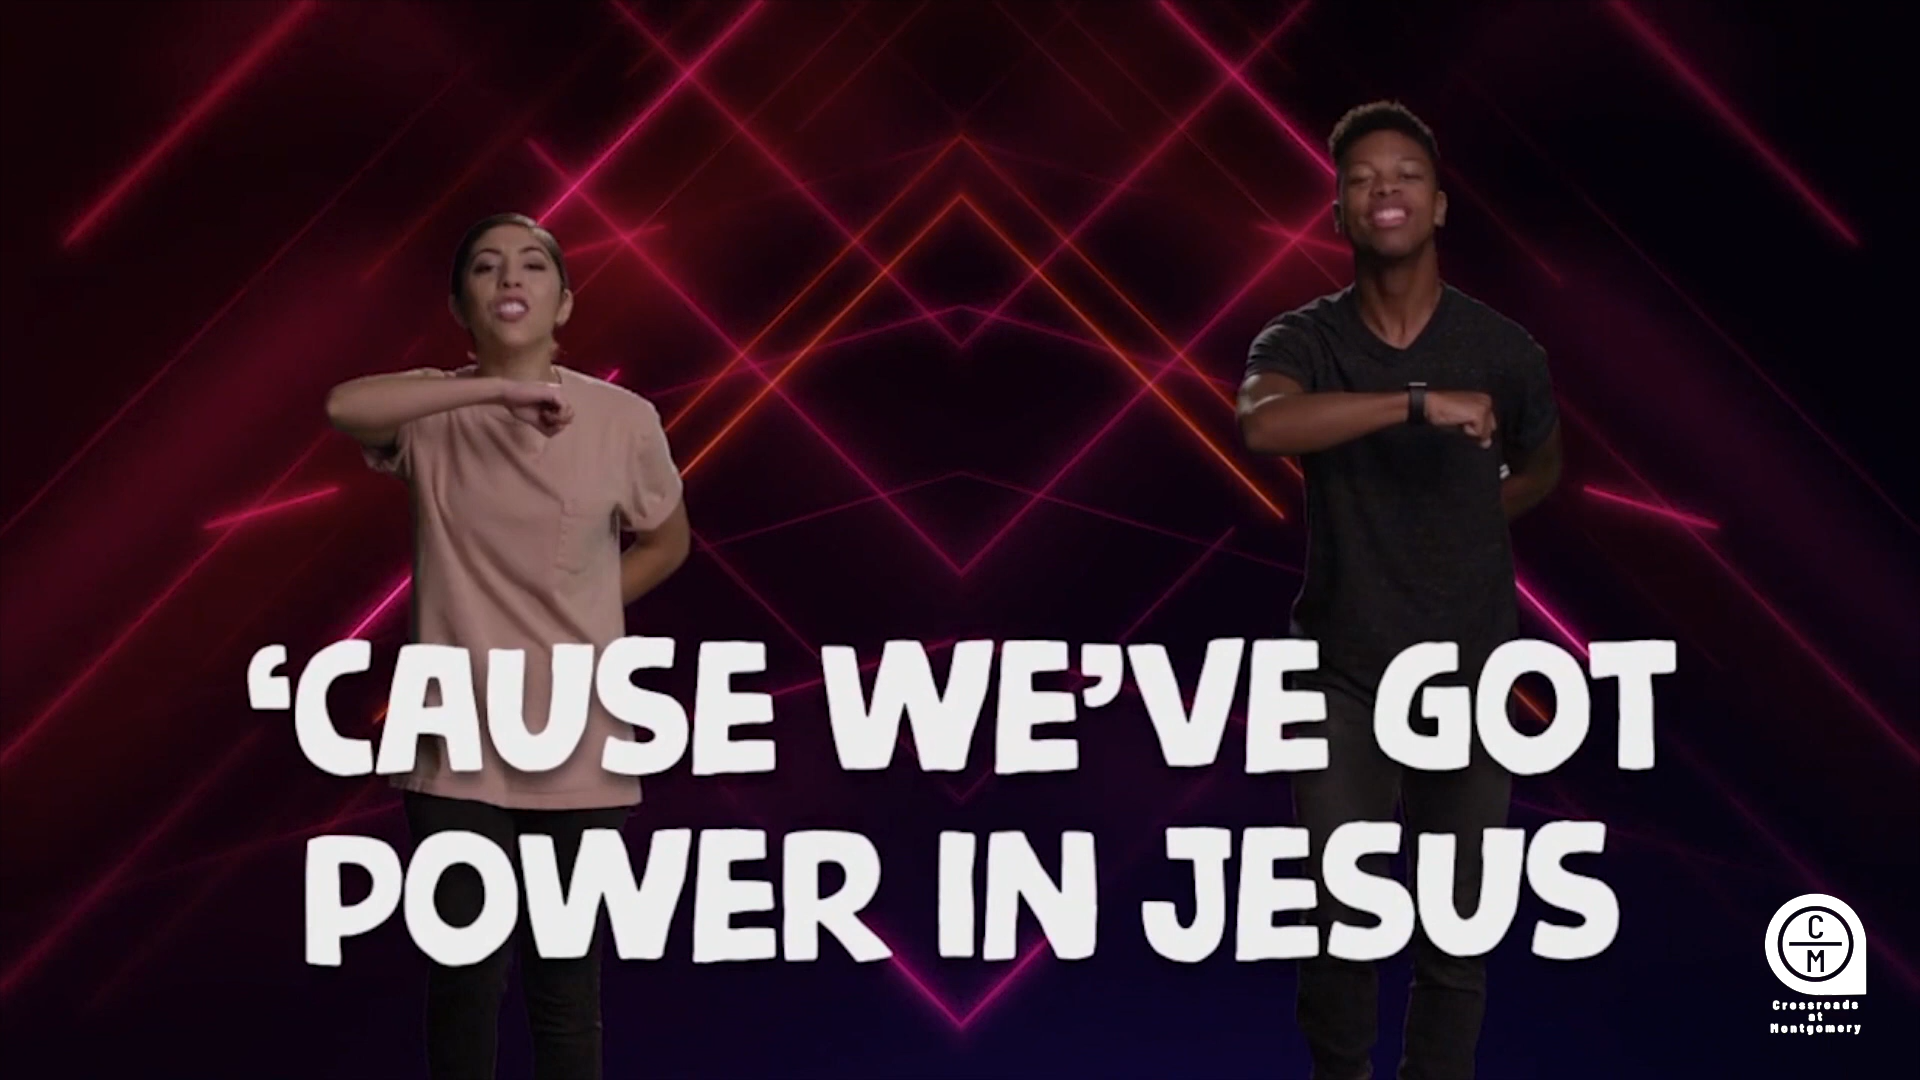 ‘CAUSE WE’VE GOT
POWER IN JESUS
C
M
Crossroads
at
Montgomery